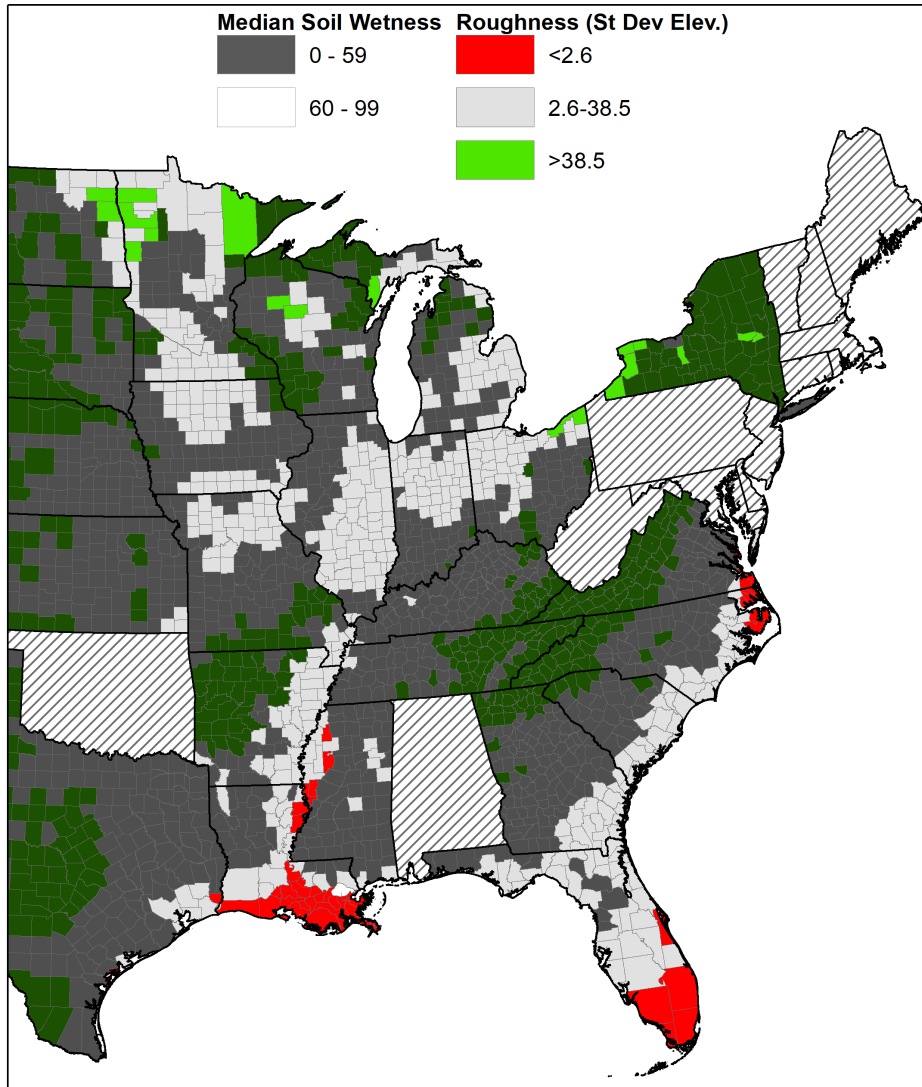 Median Soil Wetness
0 - 59
60 - 99
Roughness (St Dev Elev.)
<2.6
2.6-38.5
>38.5